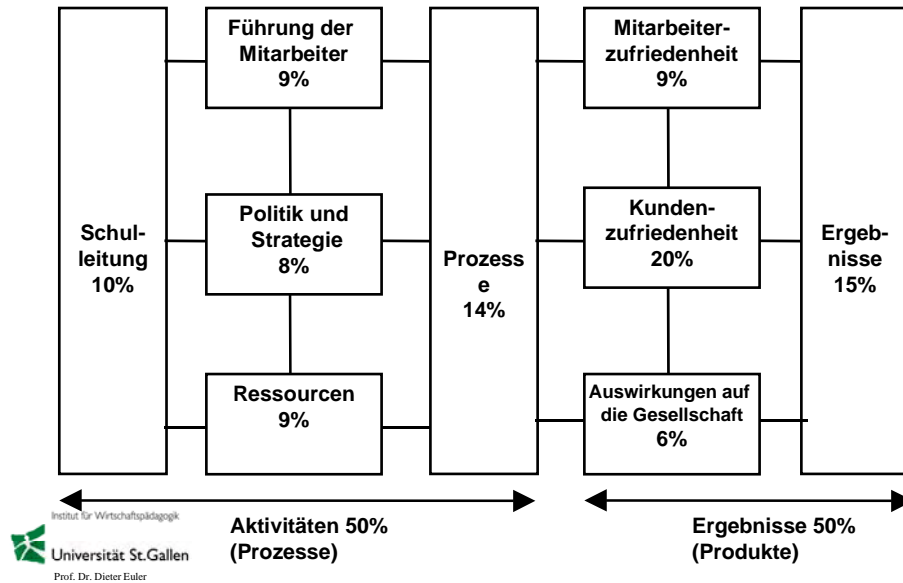 Schul-
leitung
10%
Führung der
Mitarbeiter
9%
Politik und
Strategie
8%
Ressourcen
9%
Prozess
e
14%
Mitarbeiter-
zufriedenheit
9%
Kunden-
zufriedenheit
20%
Auswirkungen auf
die Gesellschaft
6%
Ergeb-
nisse
15%
Aktivitäten 50%
(Prozesse)
Ergebnisse 50%
(Produkte)
Institut für Wirtschaftspädagogik
Universität St.Gallen
Prof. Dr. Dieter Euler